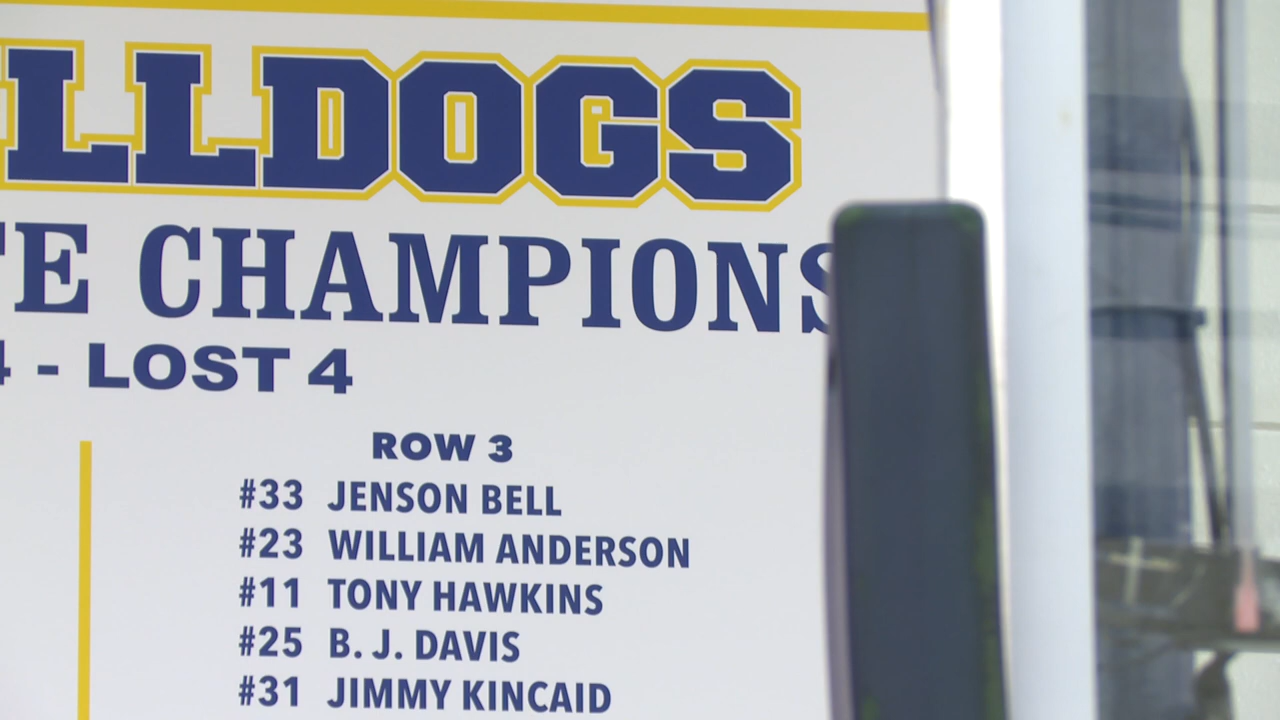 LLDOGS
TE CHAMPIONS
4 - LOST 4
ROW 3
#33 JENSON BELL
#23 WILLIAM ANDERSON
#11 TONY HAWKINS
#25 B. J. DAVIS
#31 JIMMY KINCAID